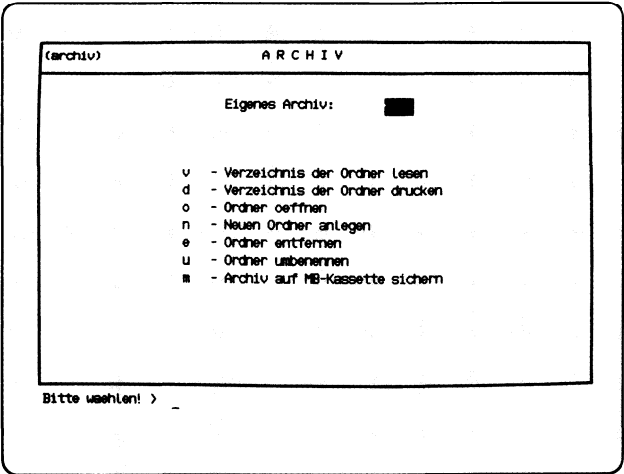 (archiv) A R C H I V
Eigenes Archiv:
v - Verzeichnis der Ordner lesen
d - Verzeichnis der Ordner drucken
o - Ordner oeffnen
n - Neuen Ordner anlegen
e - Ordner entfernen
u - Ordner umbenennen
m - Archiv auf MB-Kassette sichern
Bitte waehlen! > _